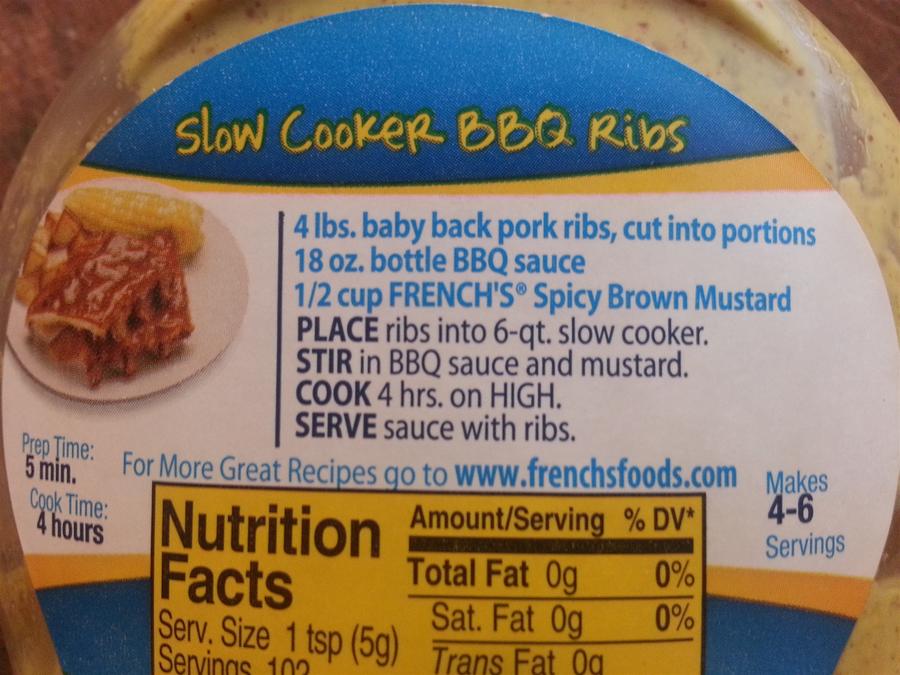 Slow Cooker BBQ Ribs
4 lbs. baby back pork ribs, cut into portions
18 oz. bottle BBQ sauce
1/2 cup FRENCH'S® Spicy Brown Mustard
PLACE ribs into 6-qt. slow cooker.
STIR in BBQ sauce and mustard.
COOK 4 hrs. on HIGH.
SERVE sauce with ribs.
Prep Time:
5 min.
Cook Time:
4 hours
For More Great Recipes go to www.frenchsfoods.com
Makes
4-6
Servings
Nutrition
Facts
Serv. Size 1 tsp (5g)
Servings 102
Amount/Serving % DV*
Total Fat 0g 0%
Sat. Fat 0g 0%
Trans Fat 0g